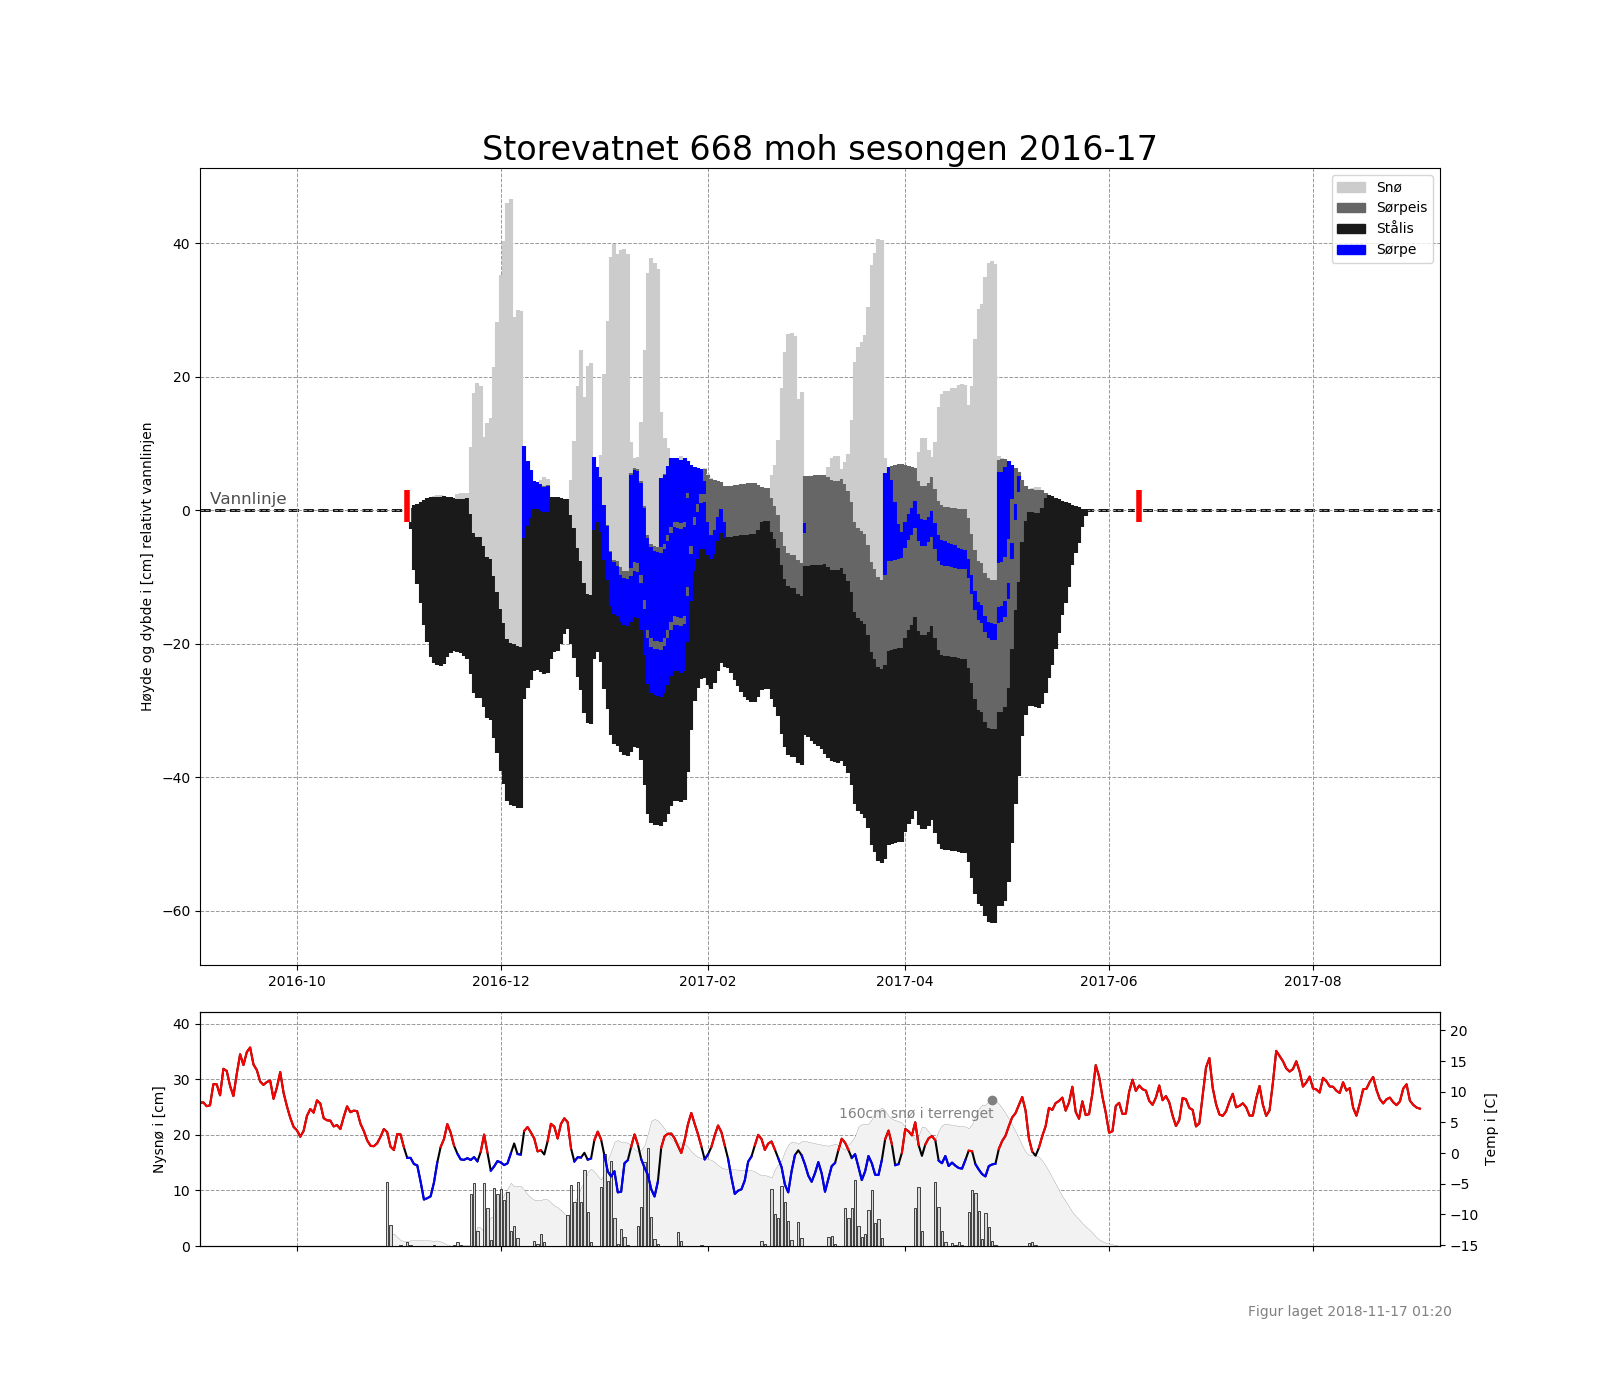 Storevatnet 668 moh sesongen 2016-17
Snø
Sørpeis
Stålis
Sørpe
Høyde og dybde i [cm] relativt vannlinjen
40
20
0
−20
−40
−60
Vannlinje
2016-10 2016-12 2017-02 2017-04 2017-06 2017-08
Nysnø i [cm]
40
30
20
10
0
160cm snø i terrenget
20
15
10
5
0
−5
−10
−15
Temp i [C]
Figur laget 2018-11-17 01:20